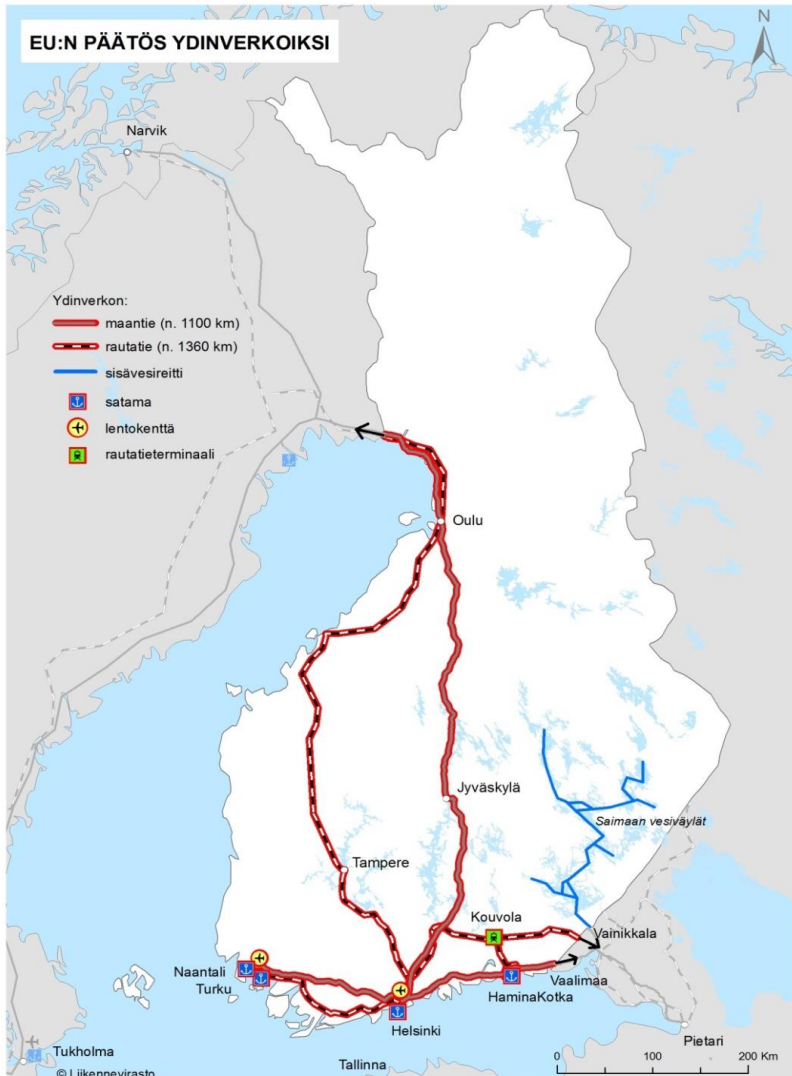 EU:N PÄÄTÖS YDINVERKOIKSI
N
Narvik
Ydinverkon:
maantie (n. 1100 km)
rautatie (n. 1360 km)
sisävesireitti
satama
lentokenttä
rautatieterminaali
Oulu
Jyväskylä
Saimaan vesiväylät
Tampere
Kouvola
Vainikkala
Naantali
Turku
Vaalimaa
HaminaKotka
Helsinki
Pietari
Tukholma
Tallinna
0 100 200 Km
© Liikennevirasto